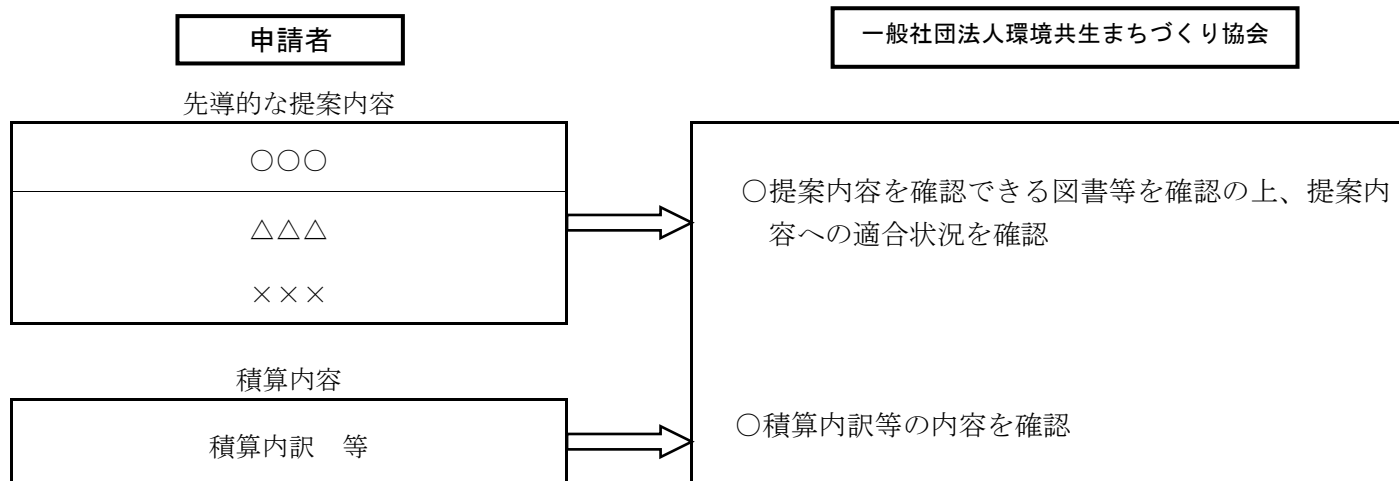 申請者
一般社団法人環境共生まちづくり協会
先導的な提案内容
○○○
△△△
×××
○提案内容を確認できる図書等を確認の上、提案内
容への適合状況を確認
積算内容
積算内訳　等
○積算内訳等の内容を確認